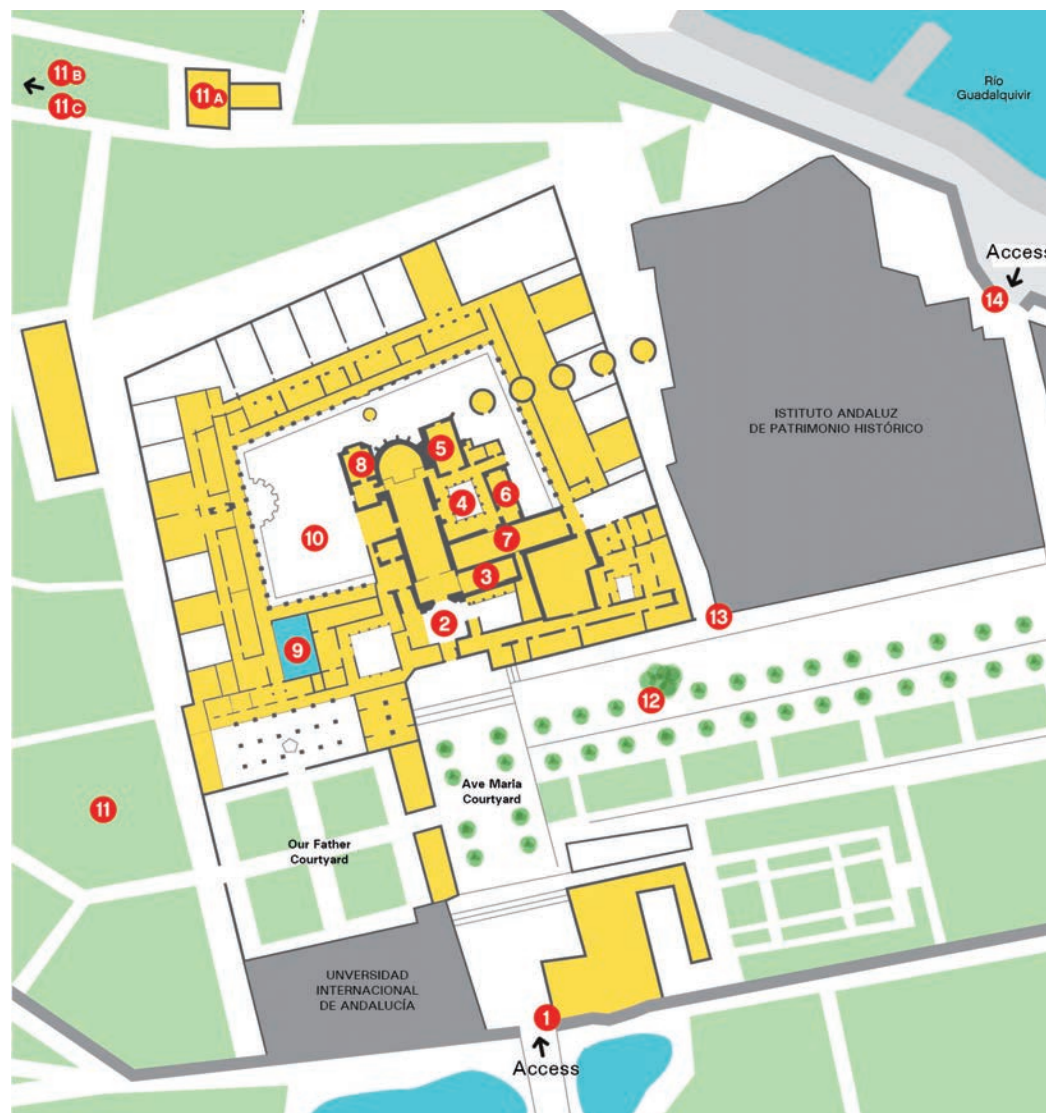 11B
11C
11A
Río
Guadalquivir
Access
14
ISTITUTO ANDALUZ
DE PATRIMONIO HISTÓRICO
5
8
6
4
10
7
3
2
13
9
12
Ave Maria
Courtyard
11
Our Father
Courtyard
UNVERSIDAD
INTERNACIONAL
DE ANDALUCÍA
1
Access